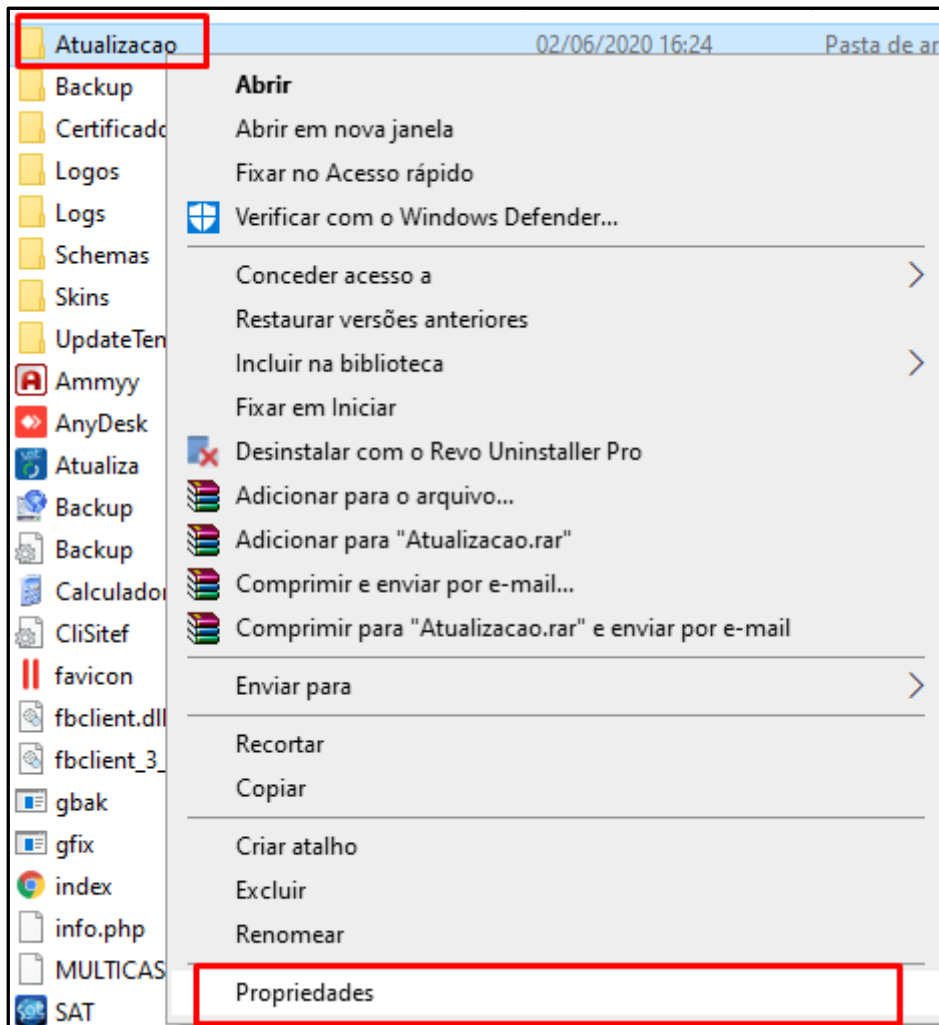 Atualizacao 02/06/2020 16:24 Pasta de ar
Backup
Certificado
Logos
Logs
Schemas
Skins
UpdateTen
Ammyy
AnyDesk
Atualiza
Backup
Backup
Calculador
CliSitef
favicon
fbclient.dll
fbclient_3_
gbak
gfix
index
info.php
MULTICAS
SAT
Abrir
Abrir em nova janela
Fixar no Acesso rápido
Verificar com o Windows Defender...
Conceder acesso a
Restaurar versões anteriores
Incluir na biblioteca
Fixar em Iniciar
Desinstalar com o Revo Uninstaller Pro
Adicionar para o arquivo...
Adicionar para "Atualizacao.rar"
Comprimir e enviar por e-mail...
Comprimir para "Atualizacao.rar" e enviar por e-mail
Enviar para
Recortar
Copiar
Criar atalho
Excluir
Renomear
Propriedades